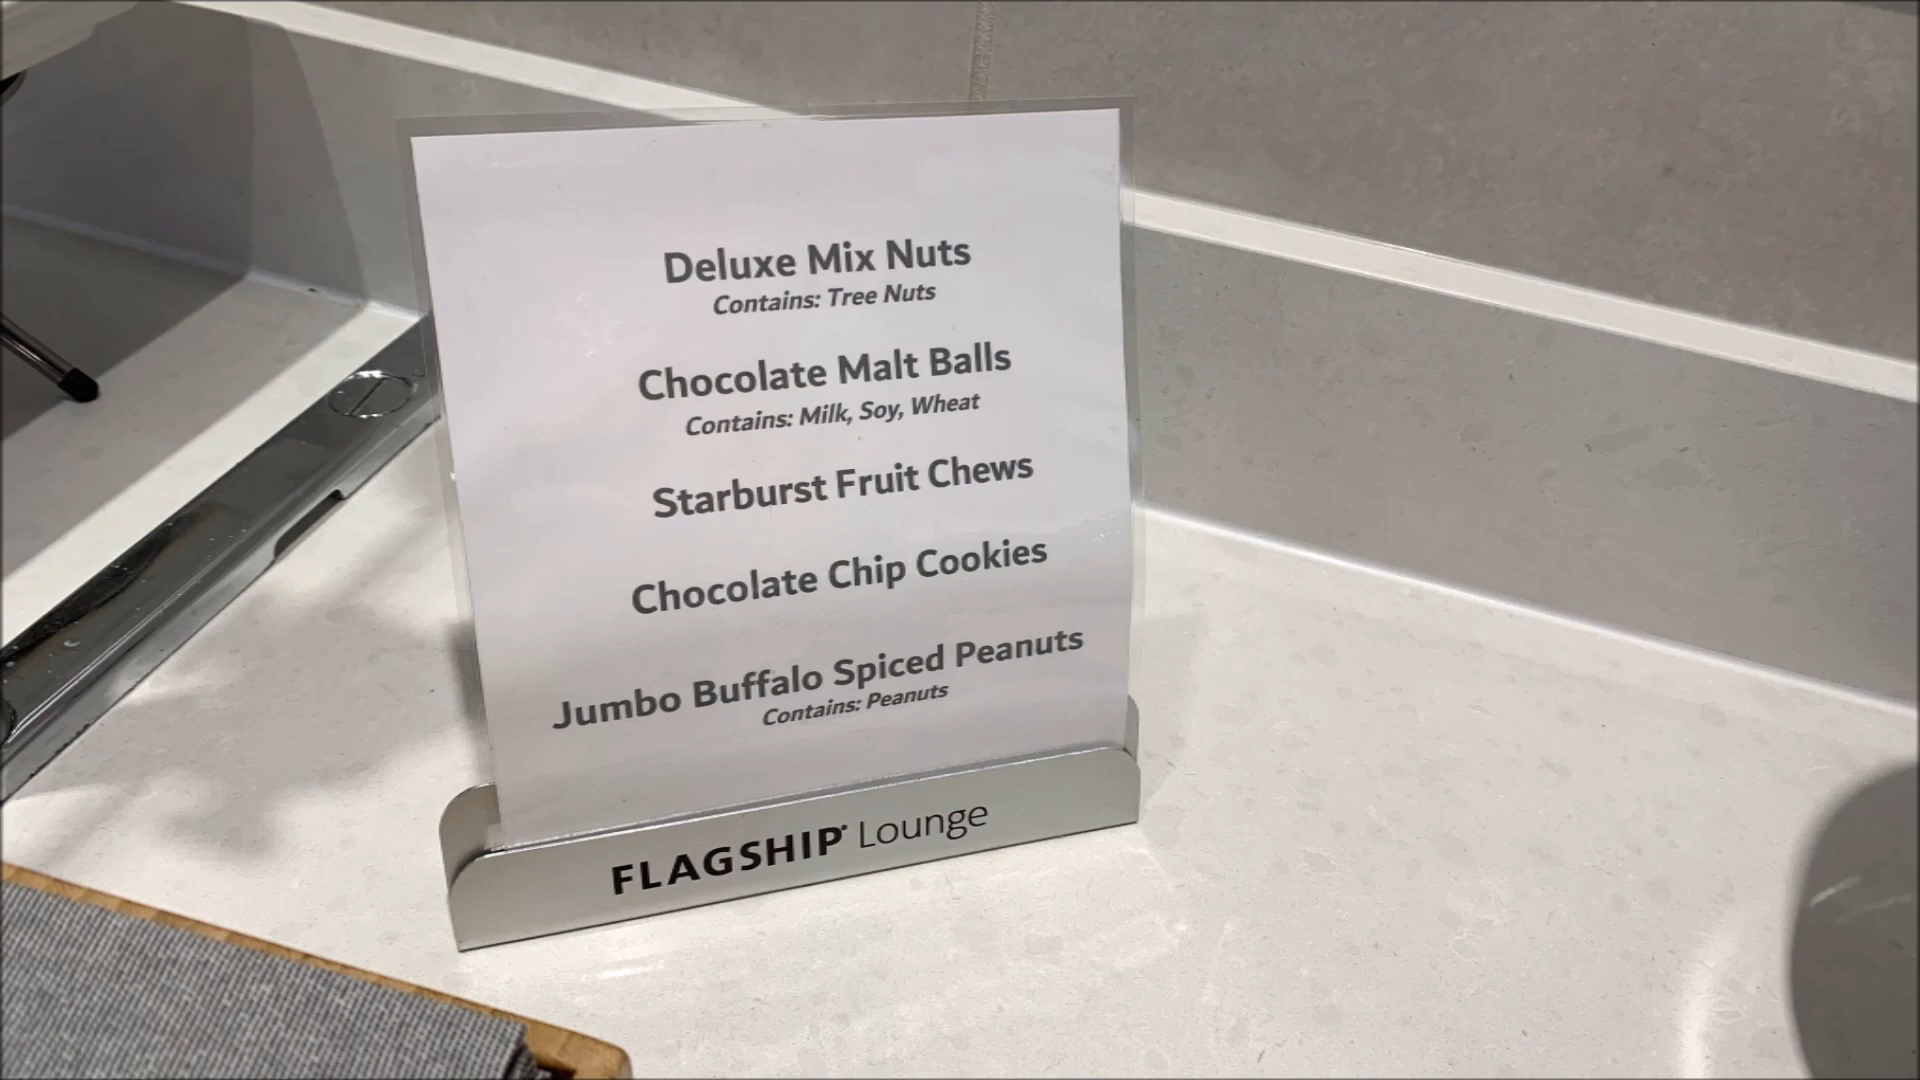 Deluxe Mix Nuts
Contains: Tree Nuts
Chocolate Malt Balls
Contains: Milk, Soy, Wheat
Starburst Fruit Chews
Chocolate Chip Cookies
Jumbo Buffalo Spiced Peanuts
Contains: Peanuts
FLAGSHIP® Lounge